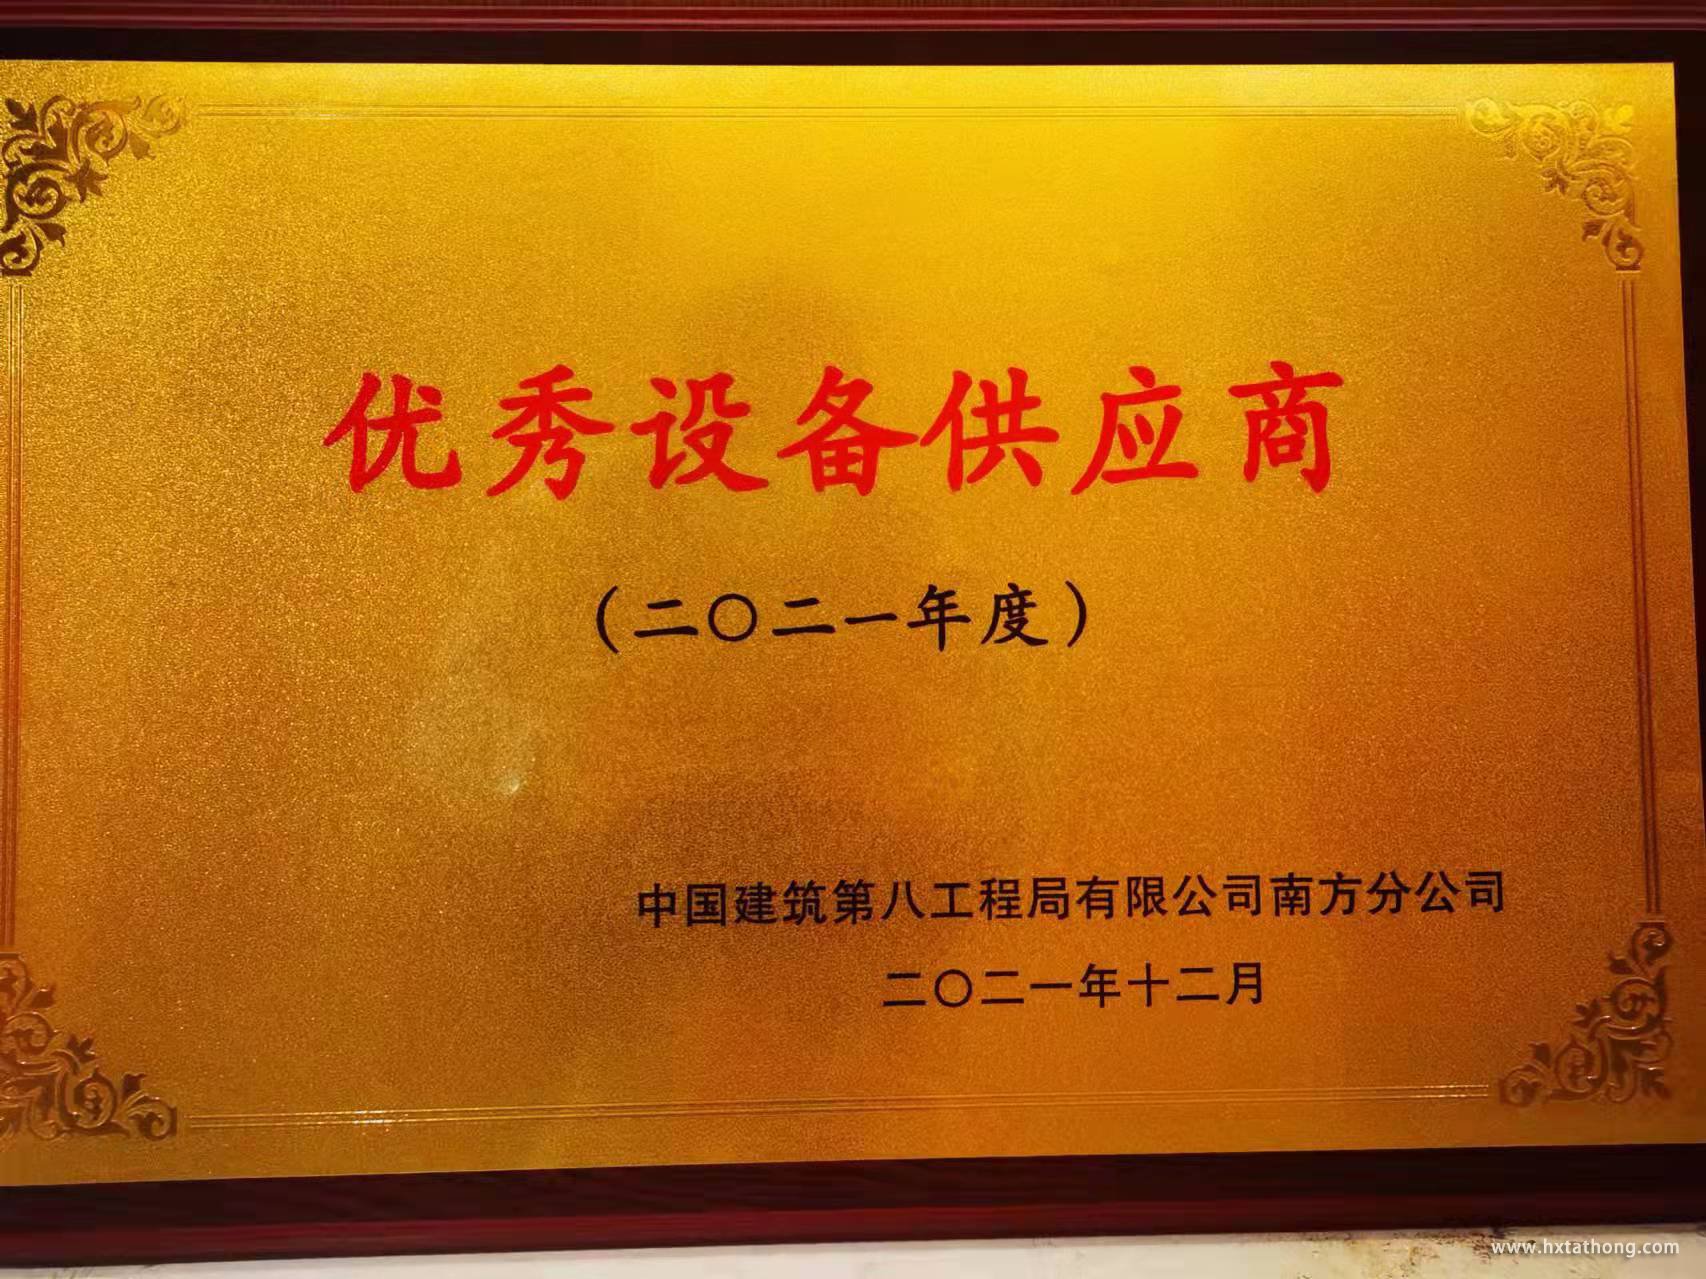 优秀设备供应商
（二〇二一年度）
中国建筑第八工程局有限公司南方分公司
二〇二一年十二月
www.hxtathong.com